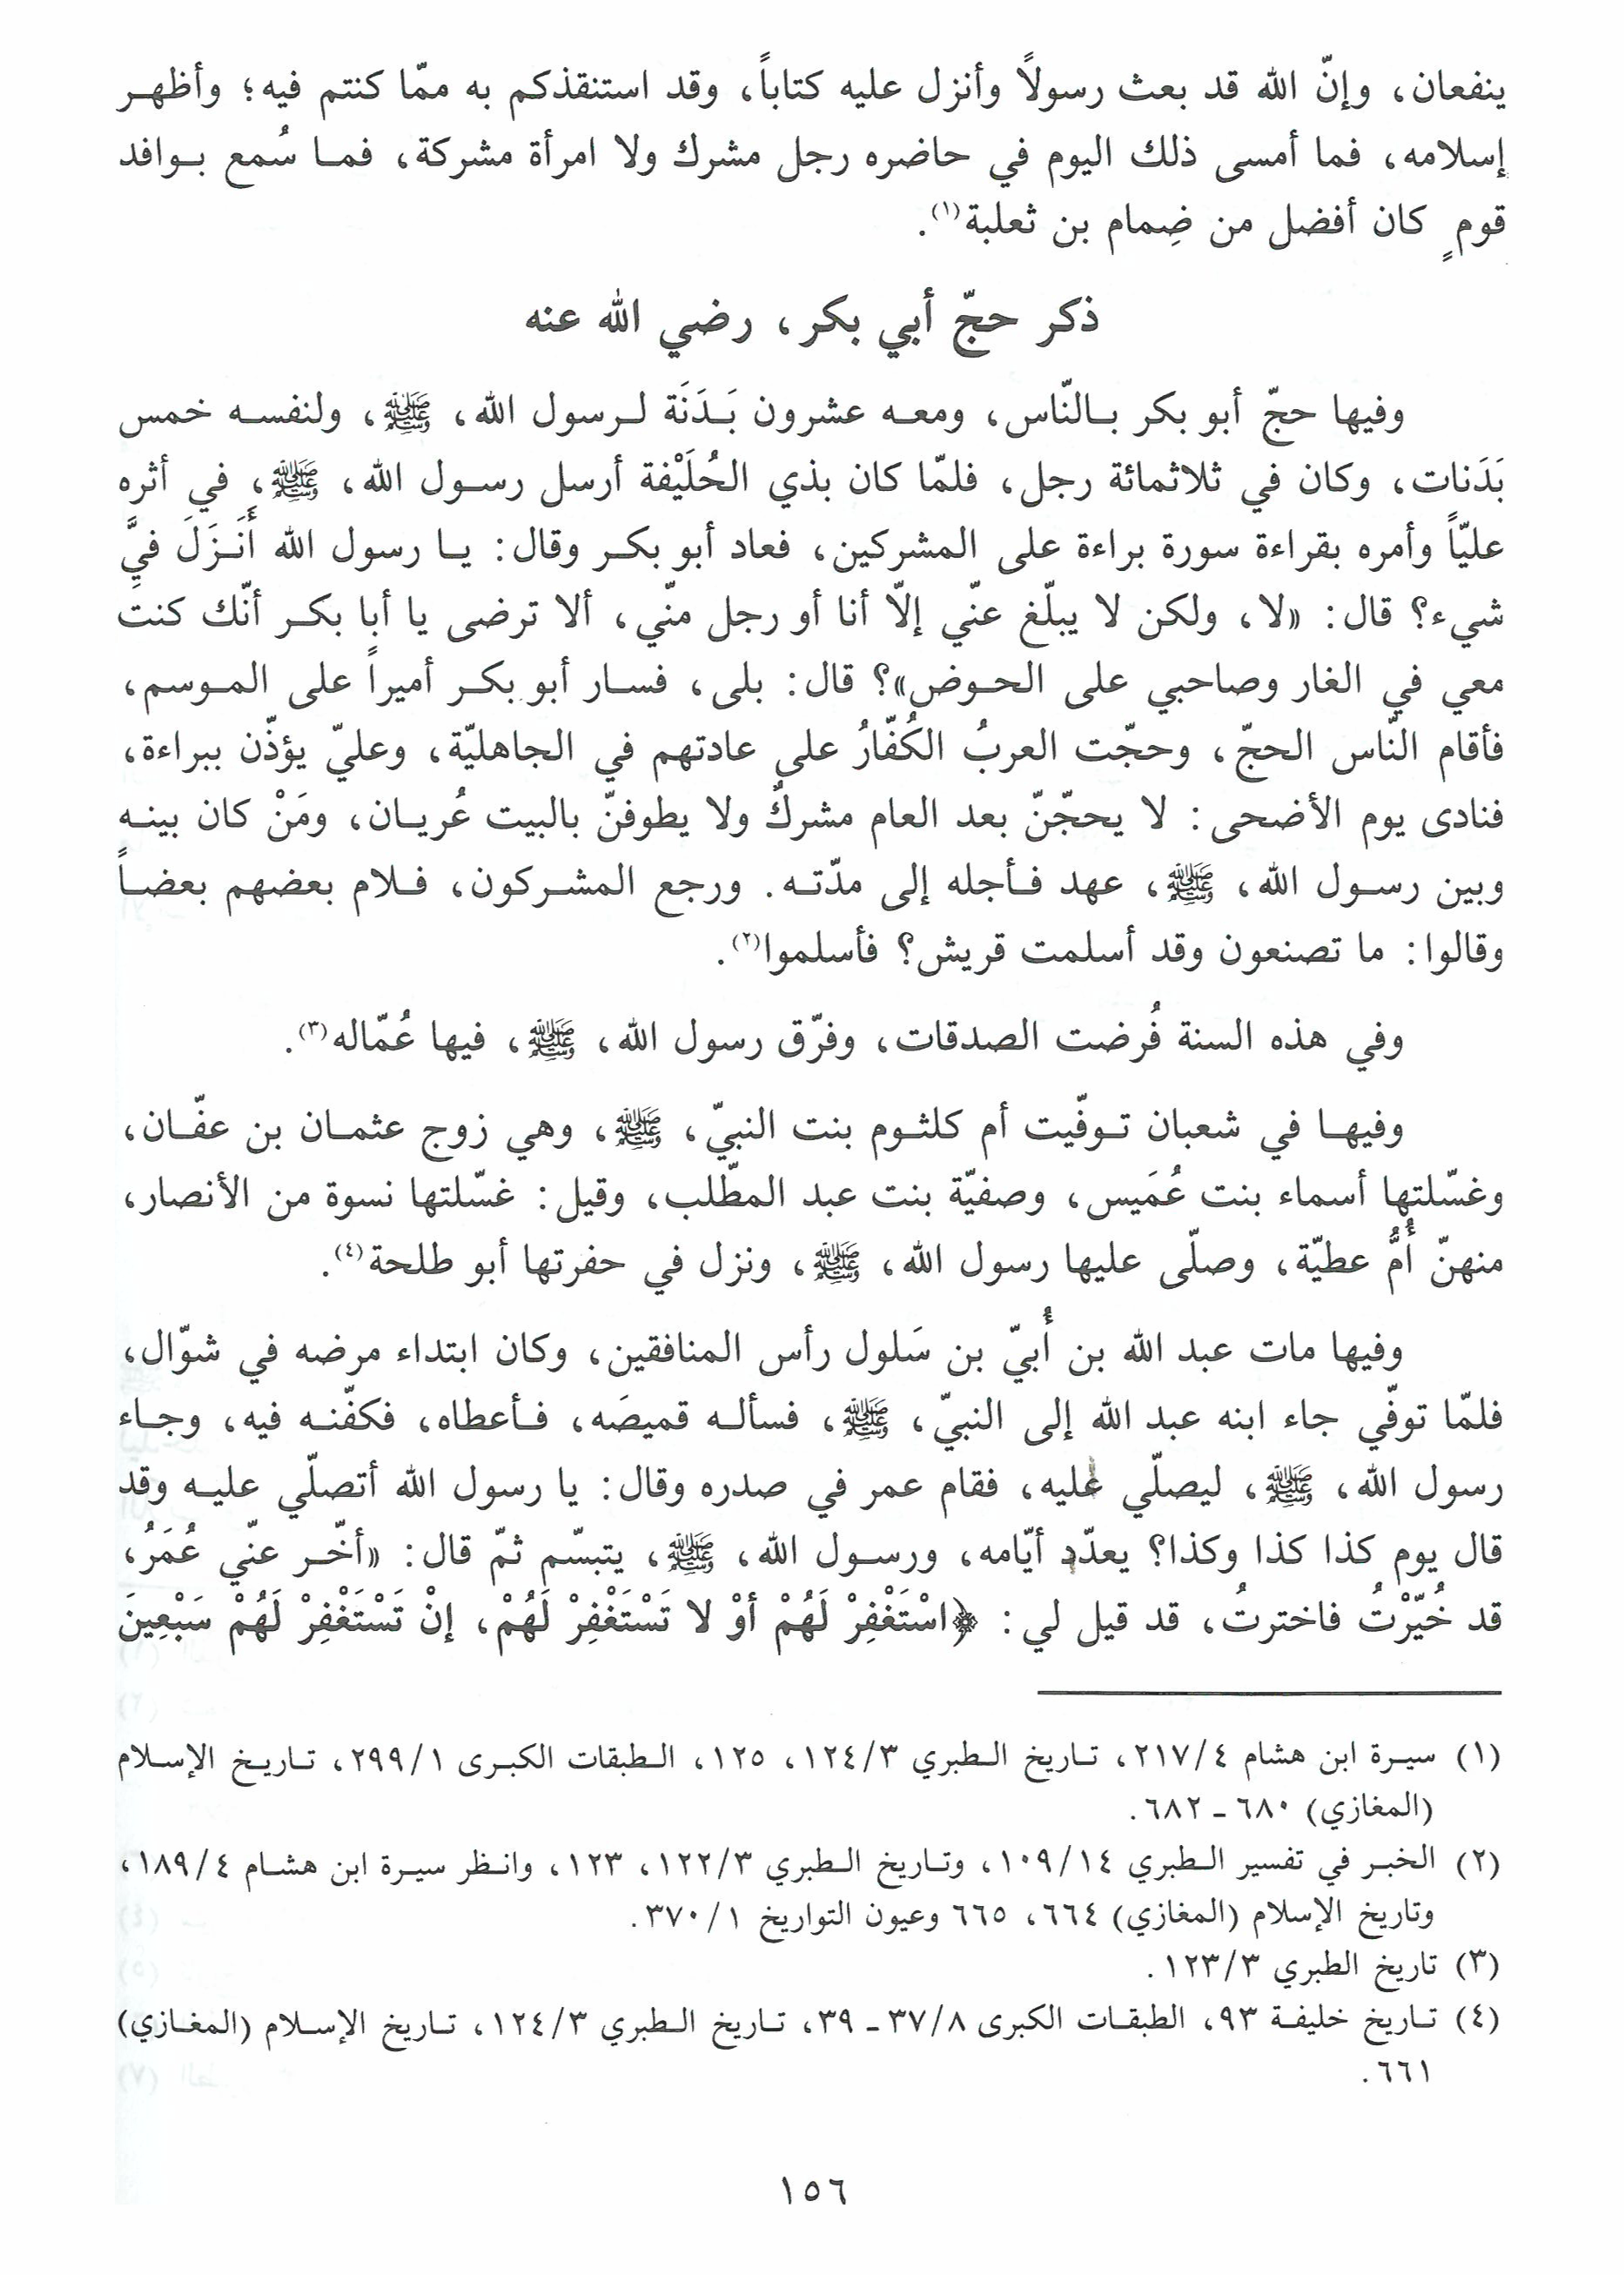 ينفعان، وإنّ الله قد بعث رسولاً وأنزل عليه كتاباً، وقد استنقذكم به ممّا كنتم فيه؛ وأظهر
إسلامه، فما أمسى ذلك اليوم في حاضره رجل مشرك ولا امرأة مشركة، فما سُمع بوافد
قومٍ كان أفضل من ضِمام بن ثعلبة(١).
ذكر حجّ أبي بكر، رضي الله عنه
وفيها حجّ أبو بكر بالنّاس، ومعه عشرون بَدَنَة لرسول الله، ﷺ، ولنفسه خمس
بَدَنات، وكان في ثلاثمائة رجل، فلمّا كان بذي الحُلَيْفة أرسل رسول الله، ﷺ، في أثره
عليّاً وأمره بقراءة سورة براءة على المشركين، فعاد أبو بكر وقال: يا رسول الله أَنَزَلَ فيَّ
شيء؟ قال: «لا، ولكن لا يبلّغ عنّي إلّا أنا أو رجل منّي، ألا ترضى يا أبا بكر أنّك كنت
معي في الغار وصاحبي على الحوض»؟ قال: بلى، فسار أبو بكر أميراً على الموسم،
فأقام النّاس الحجّ، وحجّت العربُ الكُفّارُ على عادتهم في الجاهليّة، وعليّ يؤذّن ببراءة،
فنادى يوم الأضحى: لا يحجّنّ بعد العام مشركٌ ولا يطوفنّ بالبيت عُريان، ومَنْ كان بينه
وبين رسول الله، ﷺ، عهد فأجله إلى مدّته. ورجع المشركون، فلام بعضهم بعضاً
وقالوا: ما تصنعون وقد أسلمت قريش؟ فأسلموا(٢).
وفي هذه السنة فُرضت الصدقات، وفرّق رسول الله، ﷺ، فيها عُمّاله(٣).
وفيها في شعبان توفّيت أم كلثوم بنت النبيّ، ﷺ، وهي زوج عثمان بن عفّان،
وغسّلتها أسماء بنت عُمَيس، وصفيّة بنت عبد المطّلب، وقيل: غسّلتها نسوة من الأنصار،
منهنّ أُمُّ عطيّة، وصلّى عليها رسول الله، ﷺ، ونزل في حفرتها أبو طلحة(٤).
وفيها مات عبد الله بن أُبيّ بن سَلول رأس المنافقين، وكان ابتداء مرضه في شوّال،
فلمّا توفّي جاء ابنه عبد الله إلى النبيّ، ﷺ، فسأله قميصَه، فأعطاه، فكفّنه فيه، وجاء
رسول الله، ﷺ، ليصلّي عليه، فقام عمر في صدره وقال: يا رسول الله أتصلّي عليه وقد
قال يوم كذا كذا وكذا؟ يعدّد أيّامه، ورسول الله، ﷺ، يتبسّم ثمّ قال: «أخّر عنّي عُمَرُ،
قد خُيّرْتُ فاخترتُ، قد قيل لي: ﴿اسْتَغْفِرْ لَهُمْ أوْ لا تَسْتَغْفِرْ لَهُمْ، إنْ تَسْتَغْفِرْ لَهُمْ سَبْعِينَ
(١) سيرة ابن هشام ٢١٧/٤، تاريخ الطبري ١٢٤/٣، ١٢٥، الطبقات الكبرى ٢٩٩/١، تاريخ الإسلام
(المغازي) ٦٨٠ ـ ٦٨٢.
(٢) الخبر في تفسير الطبري ١٠٩/١٤، وتاريخ الطبري ١٢٢/٣، ١٢٣، وانظر سيرة ابن هشام ١٨٩/٤،
وتاريخ الإسلام (المغازي) ٦٦٤، ٦٦٥ وعيون التواريخ ٣٧٠/١.
(٣) تاريخ الطبري ١٢٣/٣.
(٤) تاريخ خليفة ٩٣، الطبقات الكبرى ٣٧/٨ ـ ٣٩، تاريخ الطبري ١٢٤/٣، تاريخ الإسلام (المغازي)
٦٦١.
١٥٦